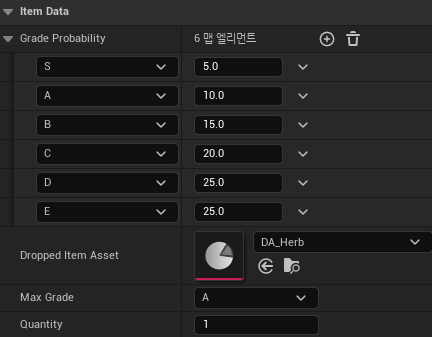 Item Data
Grade Probability 6 맵 엘리먼트
S 5.0
A 10.0
B 15.0
C 20.0
D 25.0
E 25.0
DA_Herb
Dropped Item Asset
Max Grade A
Quantity 1